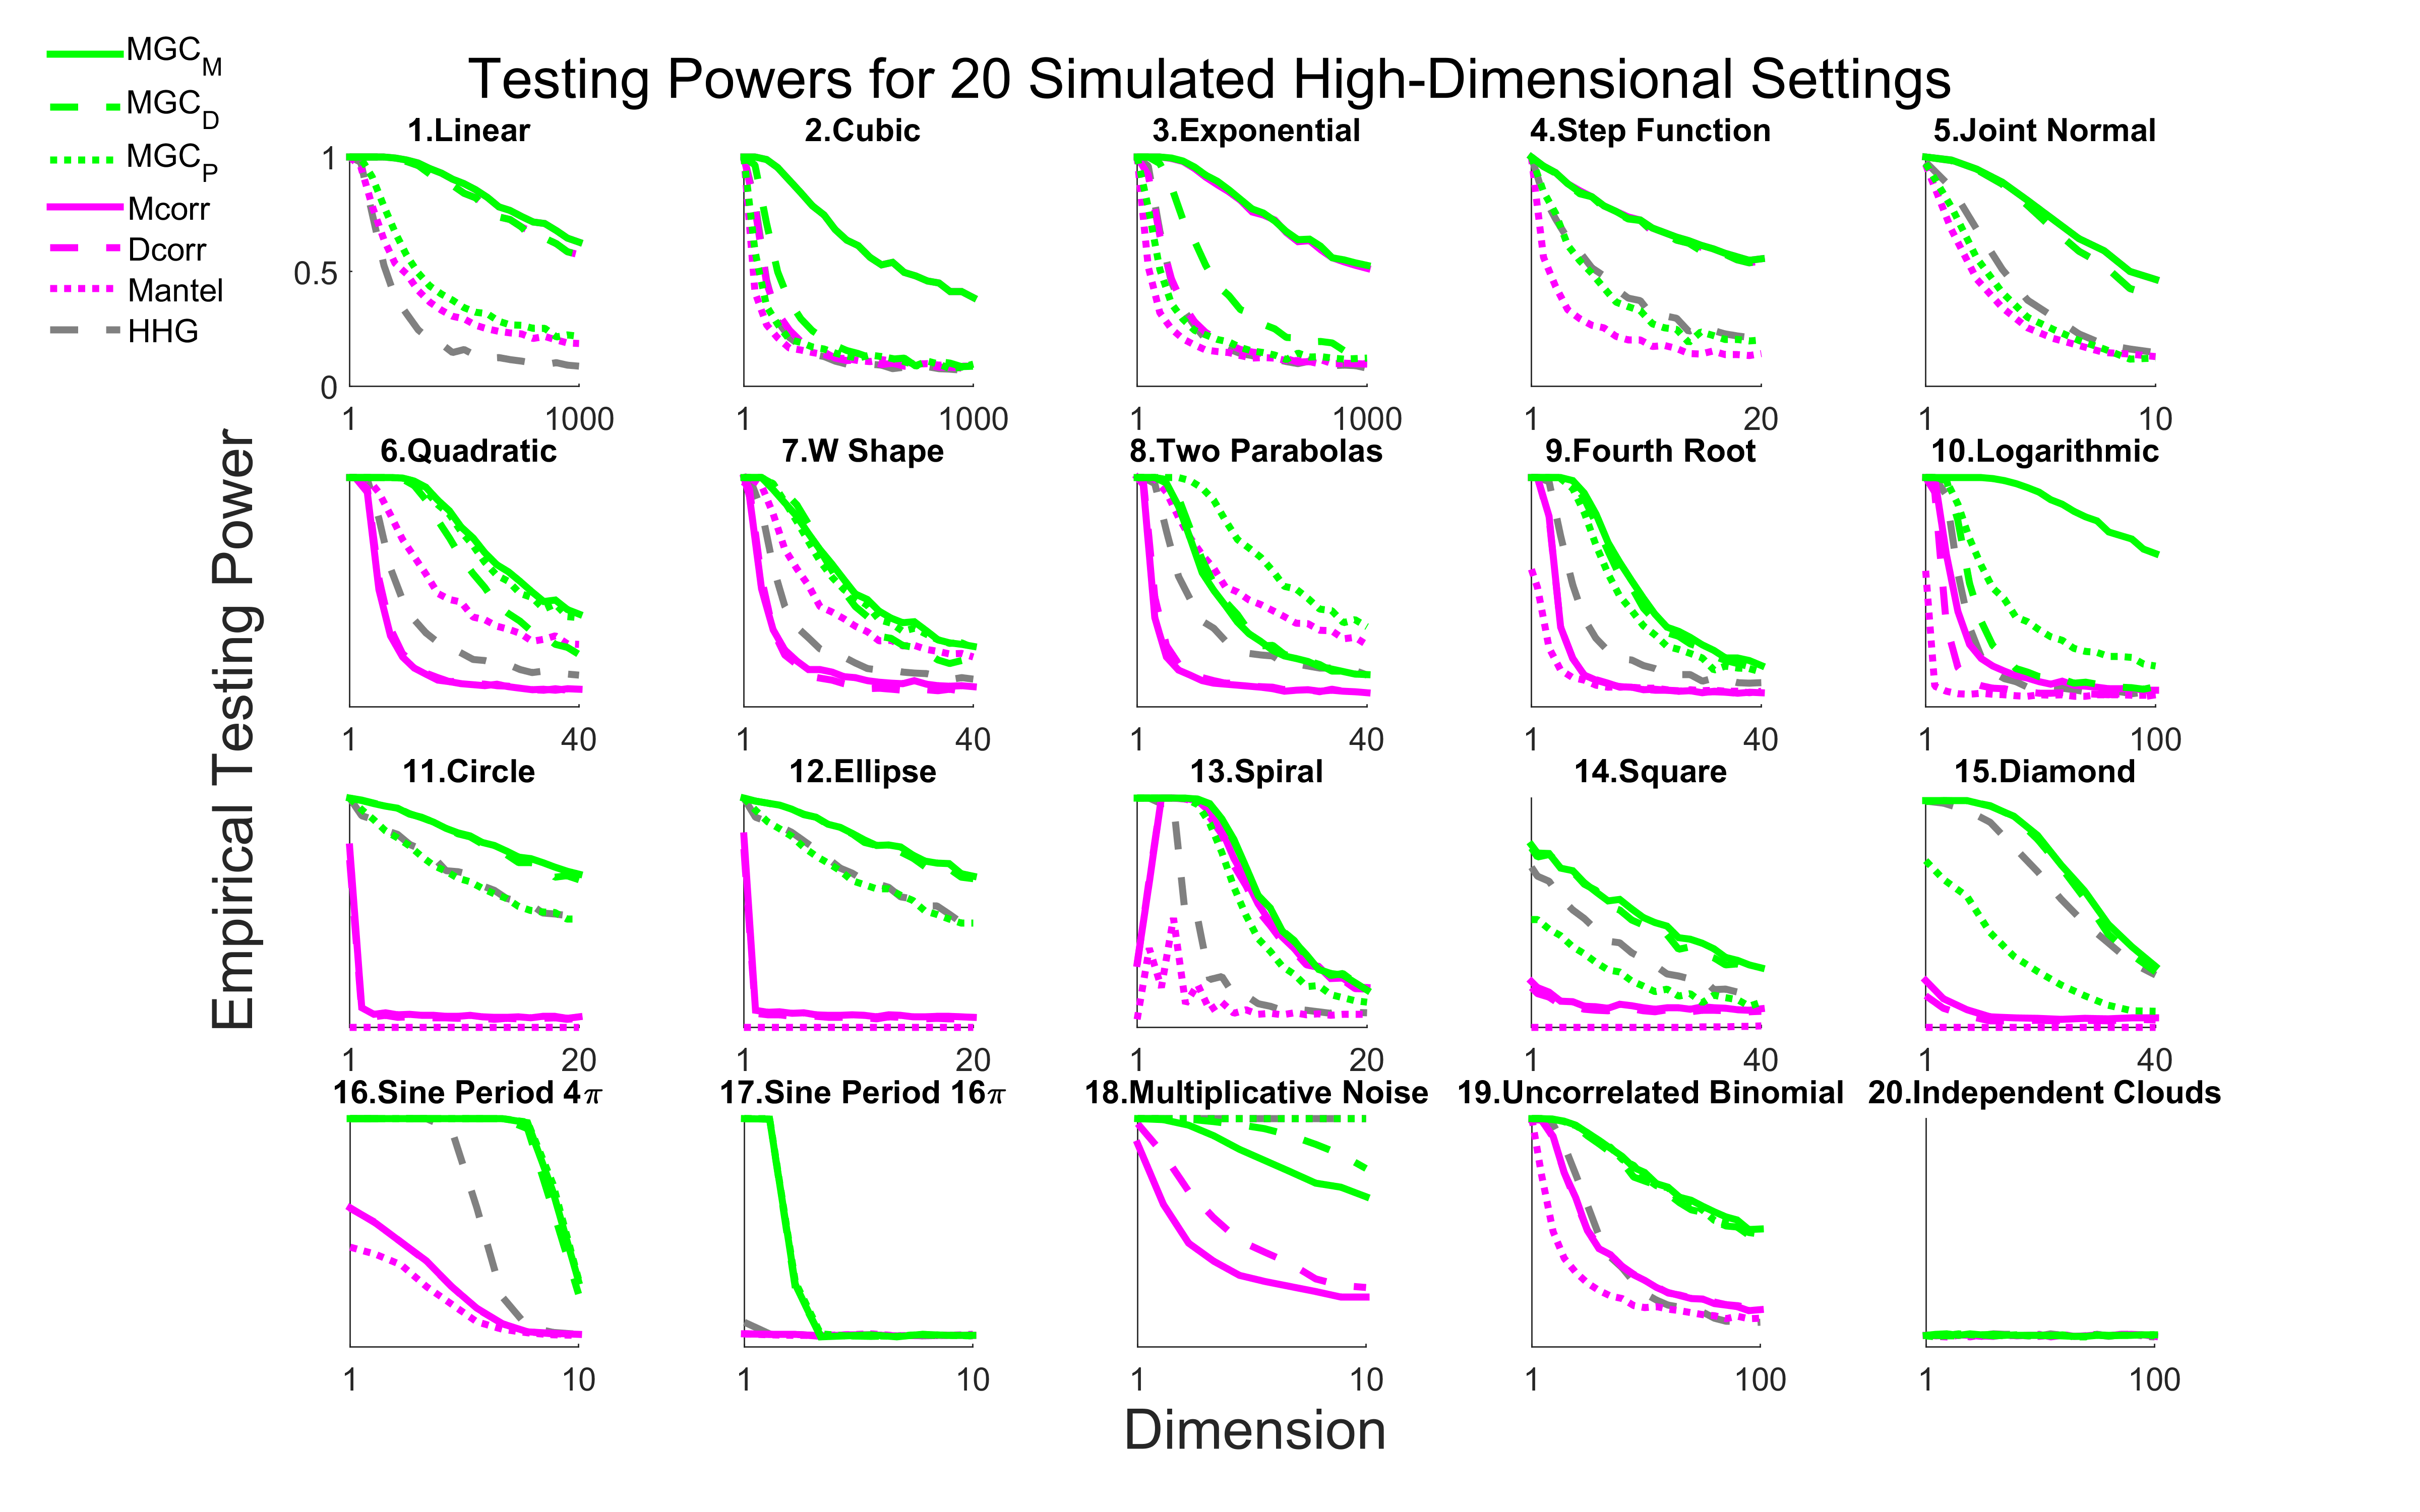 MGC_M
MGC_D
MGC_P
Mcorr
Dcorr
Mantel
HHG
Testing Powers for 20 Simulated High-Dimensional Settings
1.Linear 2.Cubic 3.Exponential 4.Step Function 5.Joint Normal
1
0.5
0
1 1000 1 1000 1 1000 1 20 1 10
6.Quadratic 7.W Shape 8.Two Parabolas 9.Fourth Root 10.Logarithmic
1 40 1 40 1 40 1 40 1 100
11.Circle 12.Ellipse 13.Spiral 14.Square 15.Diamond
1 20 1 20 1 20 1 40 1 40
16.Sine Period 4π 17.Sine Period 16π 18.Multiplicative Noise 19.Uncorrelated Binomial 20.Independent Clouds
1 10 1 10 1 10 1 100 1 100
Empirical Testing Power
Dimension